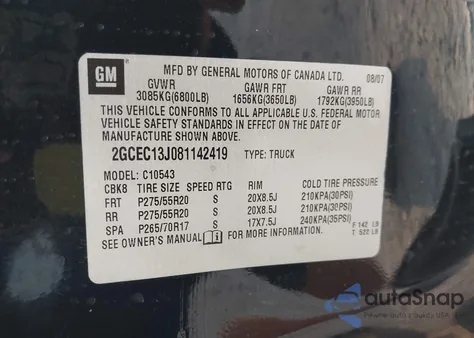 GM
MFD BY GENERAL MOTORS OF CANADA LTD. 08/07
GVWR GAWR FRT GAWR RR
3085KG(6800LB) 1656KG(3650LB) 1792KG(3950LB)
THIS VEHICLE CONFORMS TO ALL APPLICABLE U.S. FEDERAL MOTOR
VEHICLE SAFETY STANDARDS IN EFFECT ON THE DATE OF
MANUFACTURE SHOWN ABOVE.
2GCEC13J081142419 TYPE: TRUCK
MODEL: C10543
CBK8 TIRE SIZE SPEED RTG RIM COLD TIRE PRESSURE
FRT P275/55R20 S 20X8.5J 210KPA(30PSI)
RR P275/55R20 S 20X8.5J 210KPA(30PSI)
SPA P265/70R17 S 17X7.5J 240KPA(35PSI)
SEE OWNER'S MANUAL FOR MORE INFORMATION.
F 142 LB
T 522 LB
autoSnap